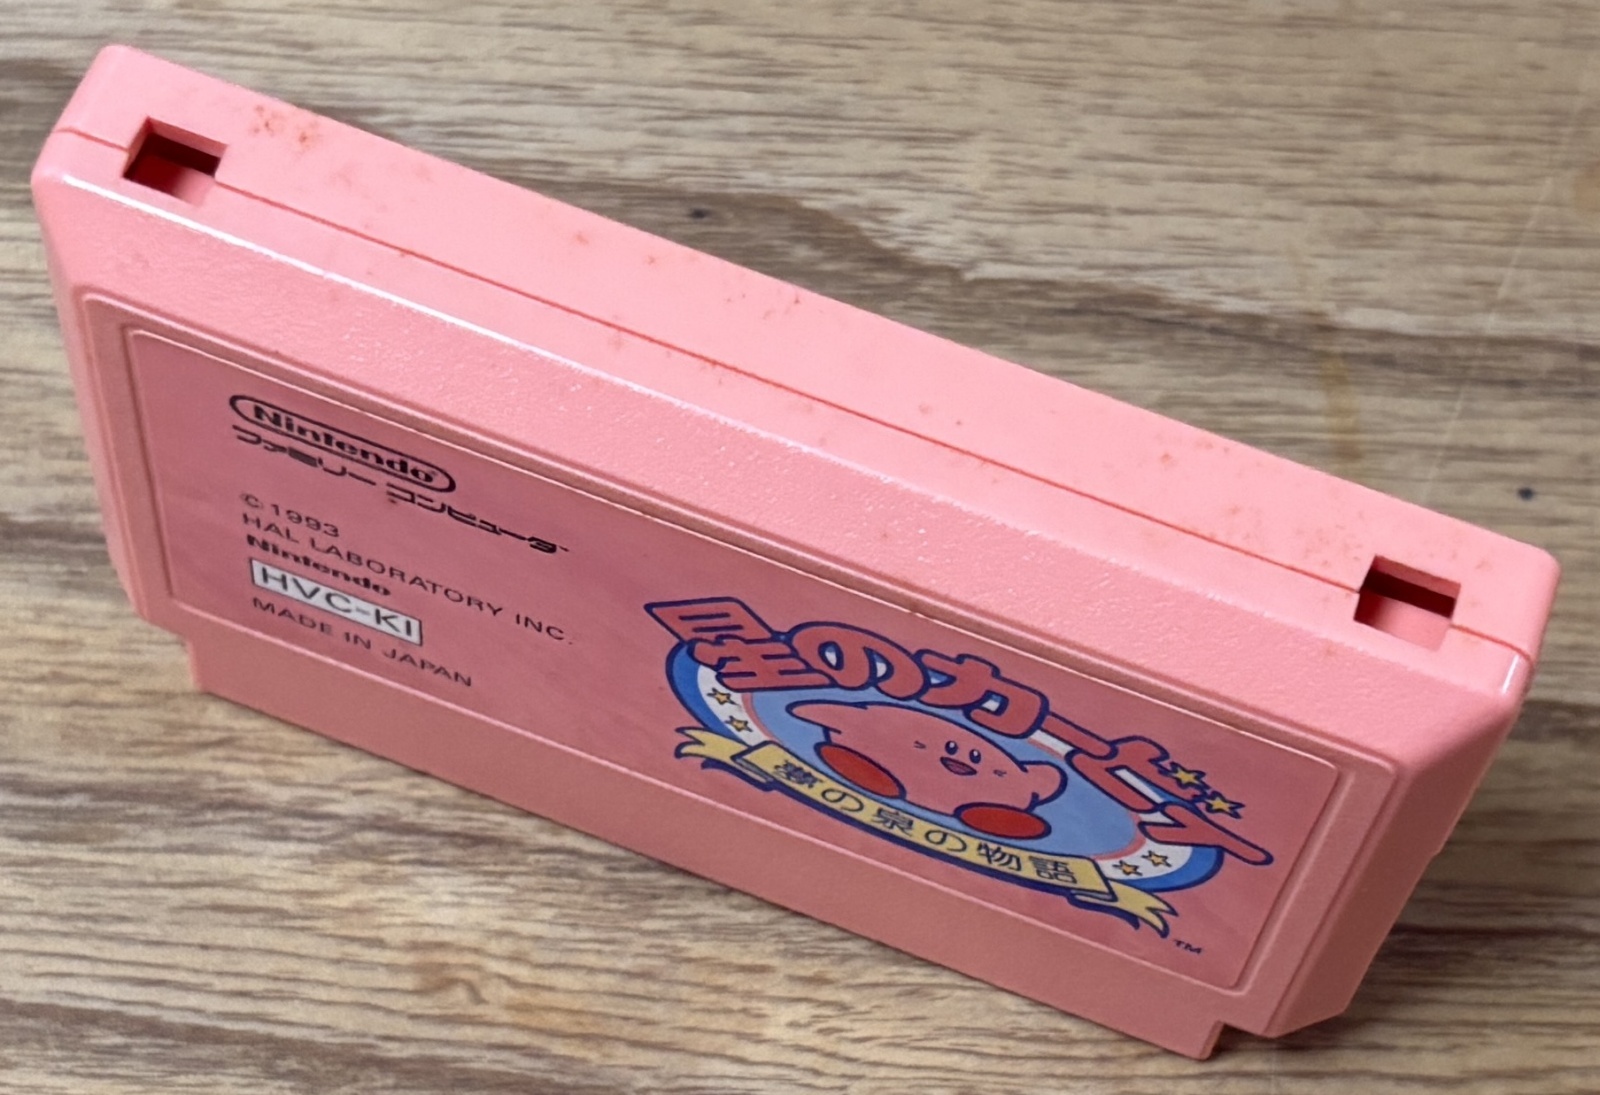 Nintendo
ファミリー コンピュータ
©1993
HAL LABORATORY INC.
Nintendo
HVC-KI
MADE IN JAPAN
星のカービィ
夢の泉の物語
TM